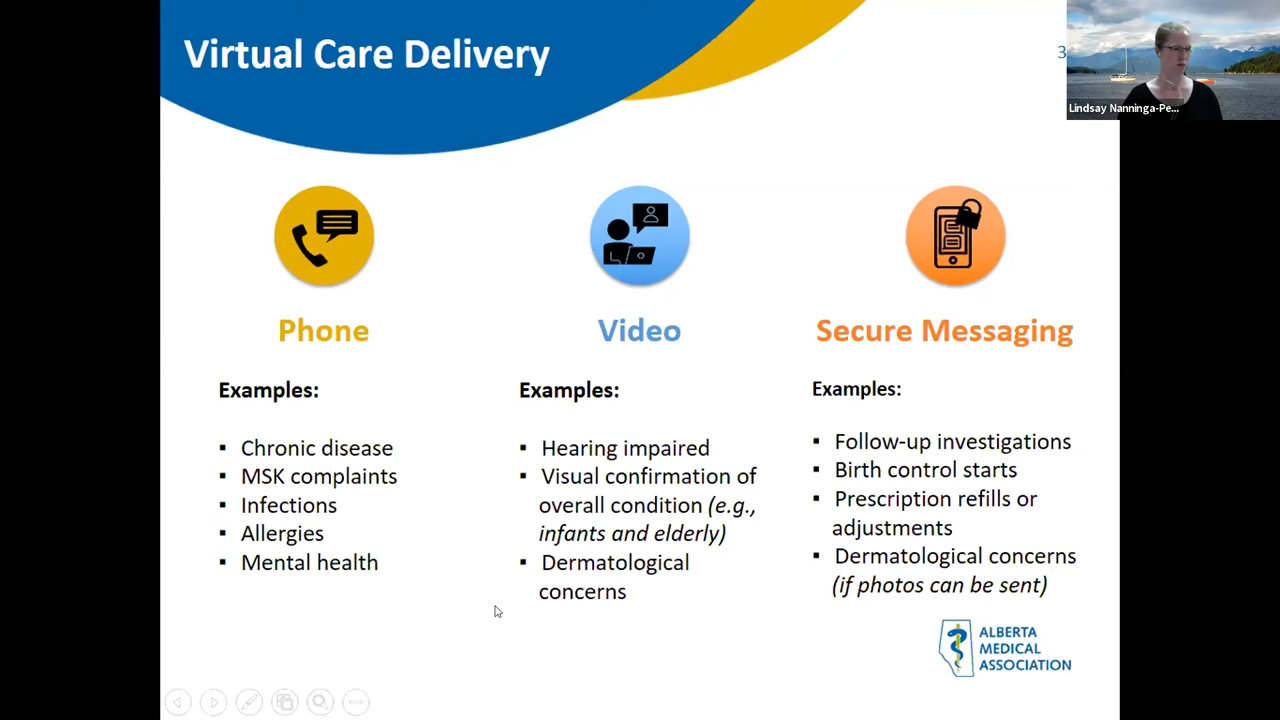 Virtual Care Delivery
3
Lindsay Nanninga-Pe...
Phone
Examples:
▪ Chronic disease
▪ MSK complaints
▪ Infections
▪ Allergies
▪ Mental health
Video
Examples:
▪ Hearing impaired
▪ Visual confirmation of
overall condition (e.g.,
infants and elderly)
▪ Dermatological
concerns
Secure Messaging
Examples:
▪ Follow-up investigations
▪ Birth control starts
▪ Prescription refills or
adjustments
▪ Dermatological concerns
(if photos can be sent)
ALBERTA
MEDICAL
ASSOCIATION